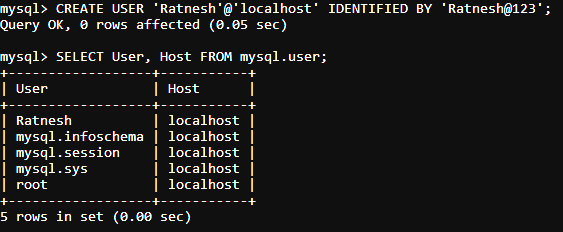 mysql> CREATE USER 'Ratnesh'@'localhost' IDENTIFIED BY 'Ratnesh@123';
Query OK, 0 rows affected (0.05 sec)
mysql> SELECT User, Host FROM mysql.user;
+------------------+-----------+
| User             | Host      |
+------------------+-----------+
| Ratnesh          | localhost |
| mysql.infoschema | localhost |
| mysql.session    | localhost |
| mysql.sys        | localhost |
| root             | localhost |
+------------------+-----------+
5 rows in set (0.00 sec)